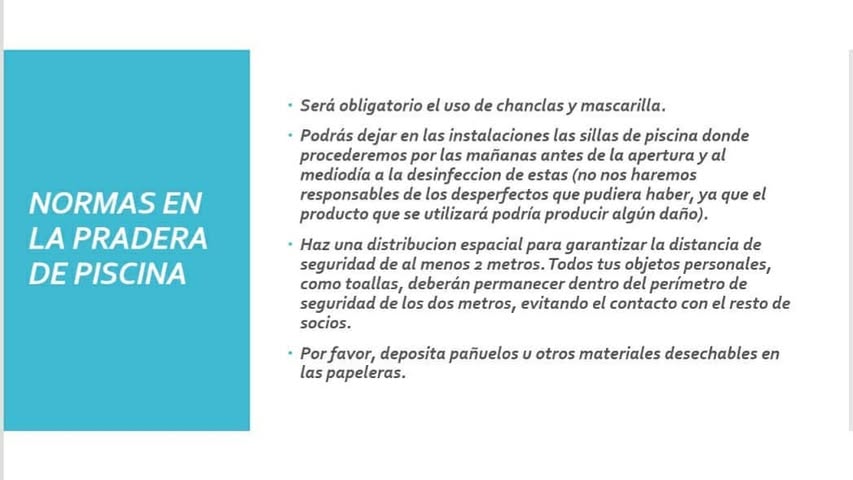 NORMAS EN
LA PRADERA
DE PISCINA
Será obligatorio el uso de chanclas y mascarilla.
Podrás dejar en las instalaciones las sillas de piscina donde
procederemos por las mañanas antes de la apertura y al
mediodía a la desinfeccion de estas (no nos haremos
responsables de los desperfectos que pudiera haber, ya que el
producto que se utilizará podría producir algún daño).
Haz una distribucion espacial para garantizar la distancia de
seguridad de al menos 2 metros. Todos tus objetos personales,
como toallas, deberán permanecer dentro del perímetro de
seguridad de los dos metros, evitando el contacto con el resto de
socios.
Por favor, deposita pañuelos u otros materiales desechables en
las papeleras.